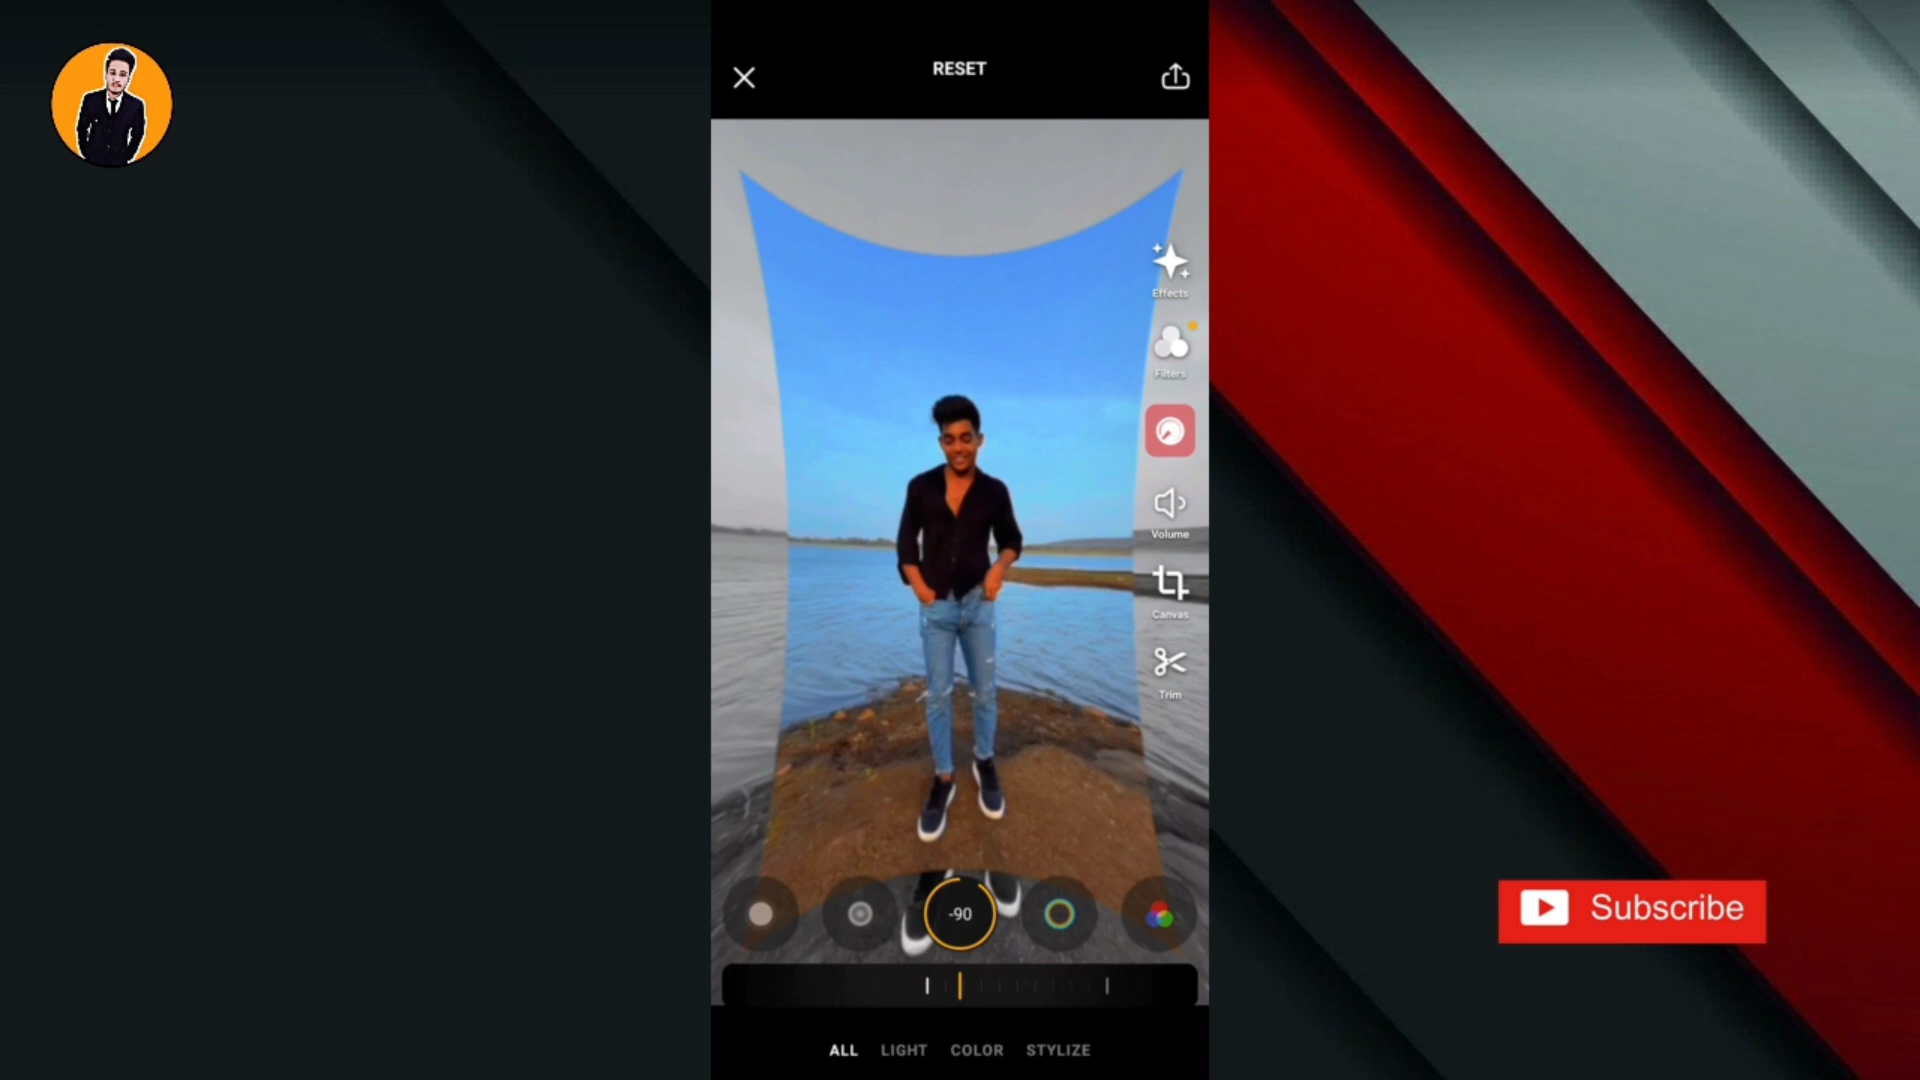 RESET
Effects
Filters
Volume
Canvas
Trim
-90
Subscribe
ALL LIGHT COLOR STYLIZE